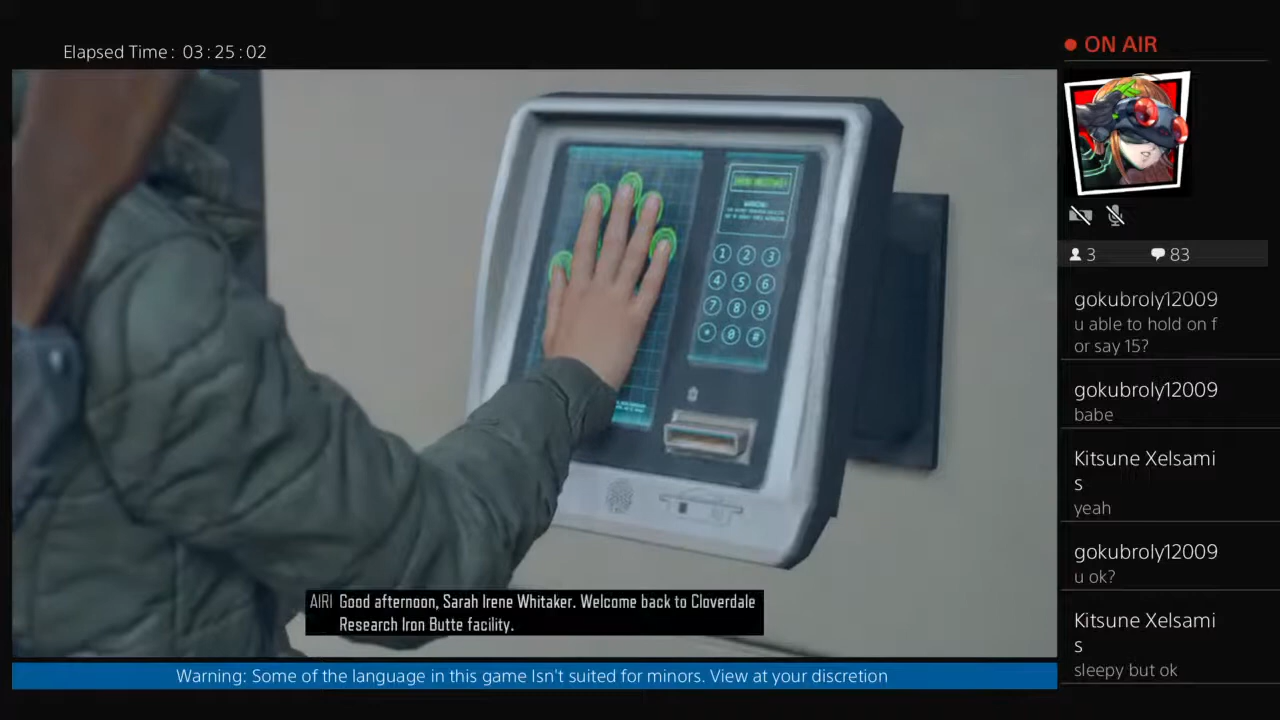 Elapsed Time: 03:25:02
ON AIR
3 83
gokubroly12009
u able to hold on f
or say 15?
gokubroly12009
babe
Kitsune Xelsami
s
yeah
gokubroly12009
u ok?
Kitsune Xelsami
s
sleepy but ok
1 2 3
4 5 6
7 8 9
* 0 #
AIRI Good afternoon, Sarah Irene Whitaker. Welcome back to Cloverdale
Research Iron Butte facility.
Warning: Some of the language in this game Isn't suited for minors. View at your discretion